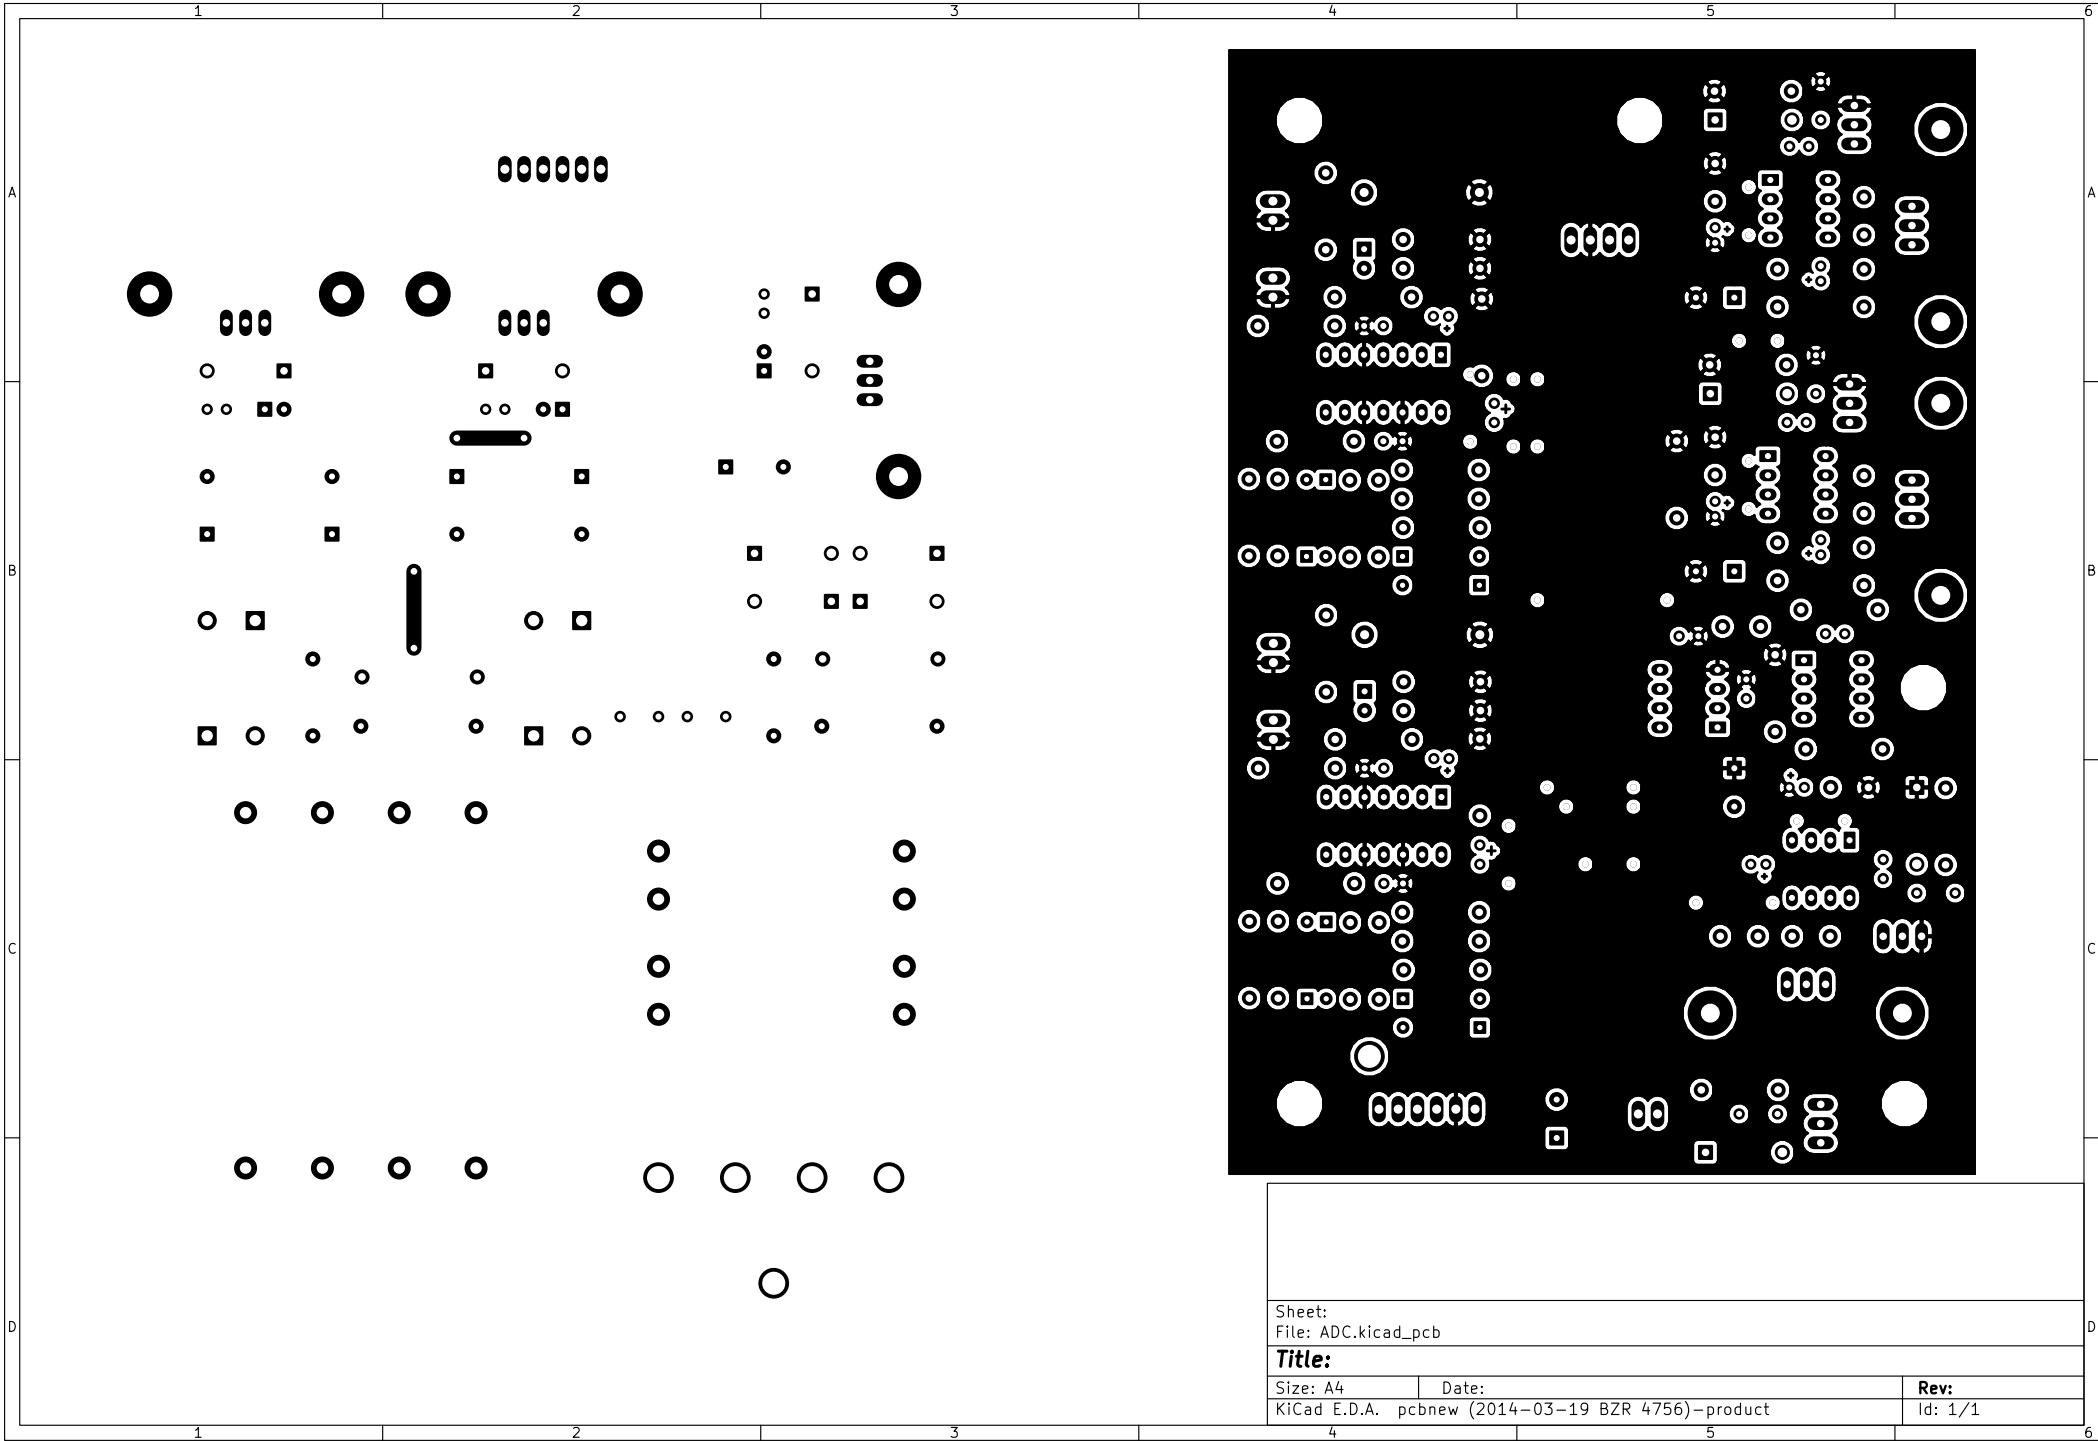 1 2 3 4 5 6
A A
B B
C C
D D
Sheet:
File: ADC.kicad_pcb
Title:
Size: A4 Date: Rev:
KiCad E.D.A. pcbnew (2014-03-19 BZR 4756)-product Id: 1/1
1 2 3 4 5 6